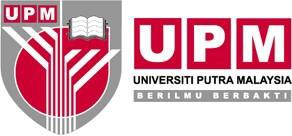 UPM
UPM
UNIVERSITI PUTRA MALAYSIA
BERILMU BERBAKTI